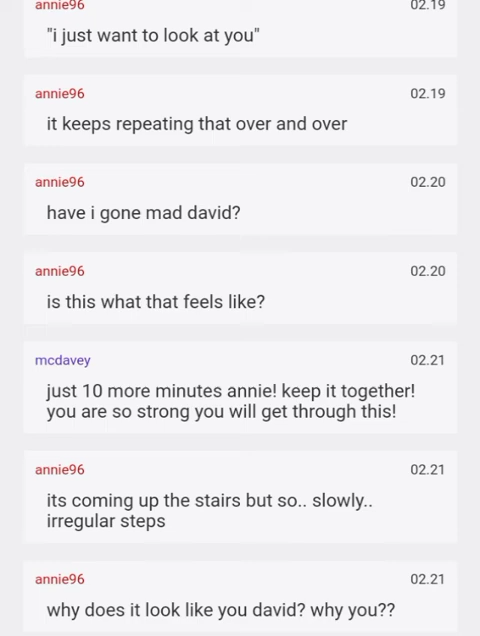 annie96 02.19
"i just want to look at you"
annie96 02.19
it keeps repeating that over and over
annie96 02.20
have i gone mad david?
annie96 02.20
is this what that feels like?
mcdavey 02.21
just 10 more minutes annie! keep it together!
you are so strong you will get through this!
annie96 02.21
its coming up the stairs but so.. slowly..
irregular steps
annie96 02.21
why does it look like you david? why you??